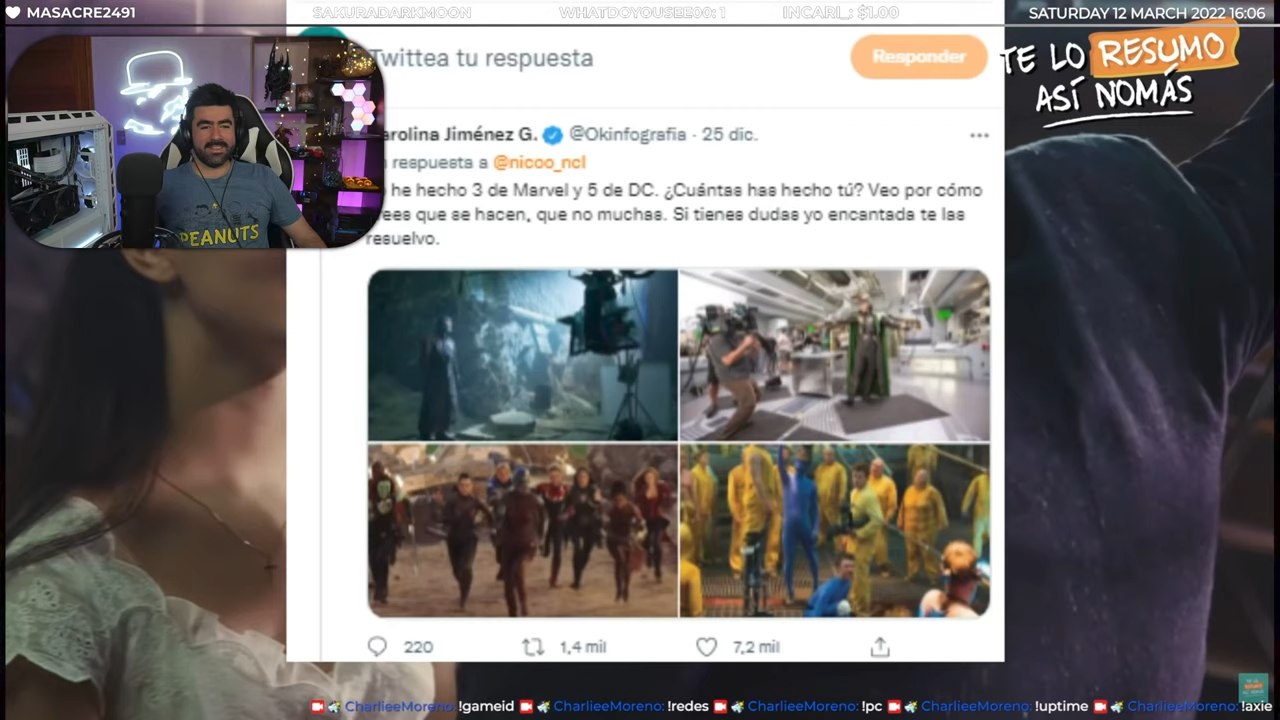 MASACRE2491
SAKURADARKMOON
WHATDOYOUSEE00: 1
INCARI_: $1.00
SATURDAY 12 MARCH 2022 16:06
TE LO RESUMO
ASÍ NOMÁS
Twittea tu respuesta
Responder
arolina Jiménez G. @Okinfografia · 25 dic.
respuesta a @nicoo_ncl
he hecho 3 de Marvel y 5 de DC. ¿Cuántas has hecho tú? Veo por cómo
rees que se hacen, que no muchas. Si tienes dudas yo encantada te las
resuelvo.
PEANUTS
220
1,4 mil
7,2 mil
CharlieeMoreno: !gameid
CharlieeMoreno: !redes
CharlieeMoreno: !pc
CharlieeMoreno: !uptime
CharlieeMoreno: !axie